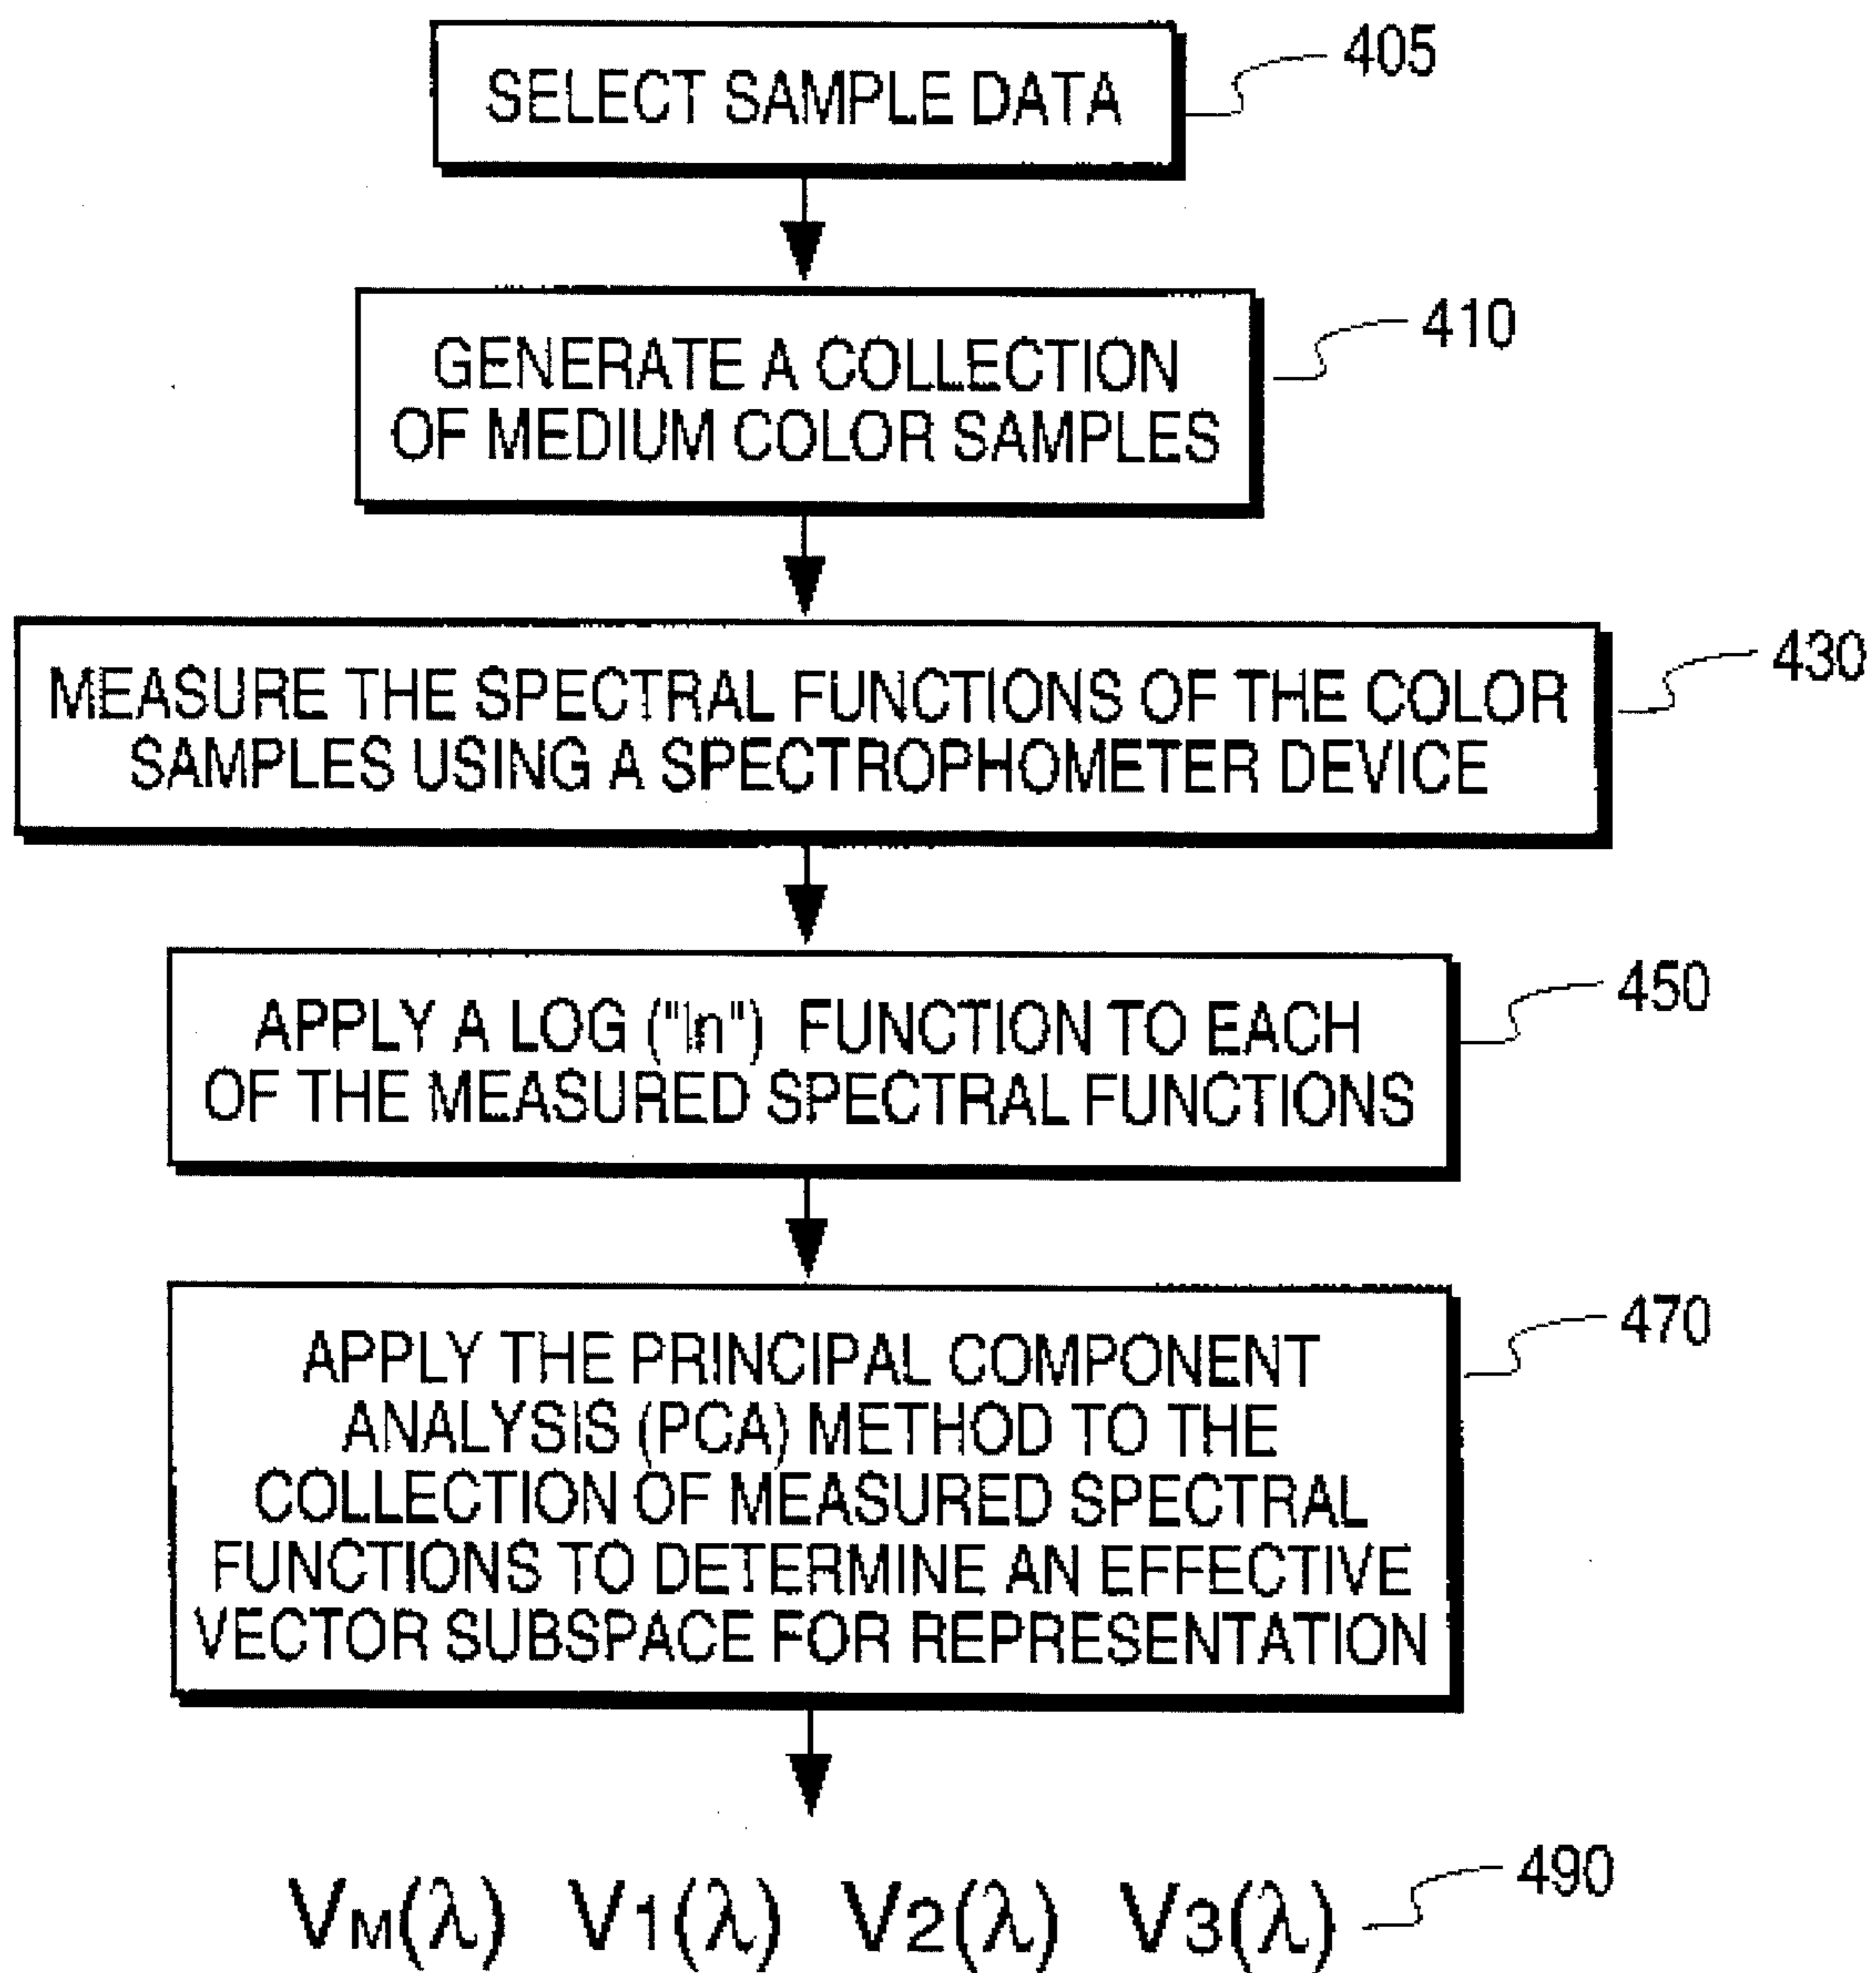 SELECT SAMPLE DATA
405
GENERATE A COLLECTION
OF MEDIUM COLOR SAMPLES
410
MEASURE THE SPECTRAL FUNCTIONS OF THE COLOR
SAMPLES USING A SPECTROPHOMETER DEVICE
430
APPLY A LOG ("ln") FUNCTION TO EACH
OF THE MEASURED SPECTRAL FUNCTIONS
450
APPLY THE PRINCIPAL COMPONENT
ANALYSIS (PCA) METHOD TO THE
COLLECTION OF MEASURED SPECTRAL
FUNCTIONS TO DETERMINE AN EFFECTIVE
VECTOR SUBSPACE FOR REPRESENTATION
470
VM(λ) V1(λ) V2(λ) V3(λ)
490